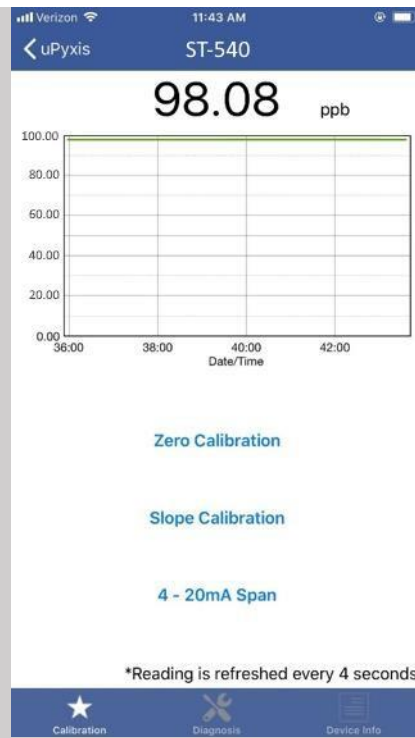 Verizon 11:43 AM
uPyxis ST-540
98.08 ppb
100.00
80.00
60.00
40.00
20.00
0.00
36:00 38:00 40:00 42:00
Date/Time
Zero Calibration
Slope Calibration
4 - 20mA Span
*Reading is refreshed every 4 seconds
Calibration Diagnosis Device Info